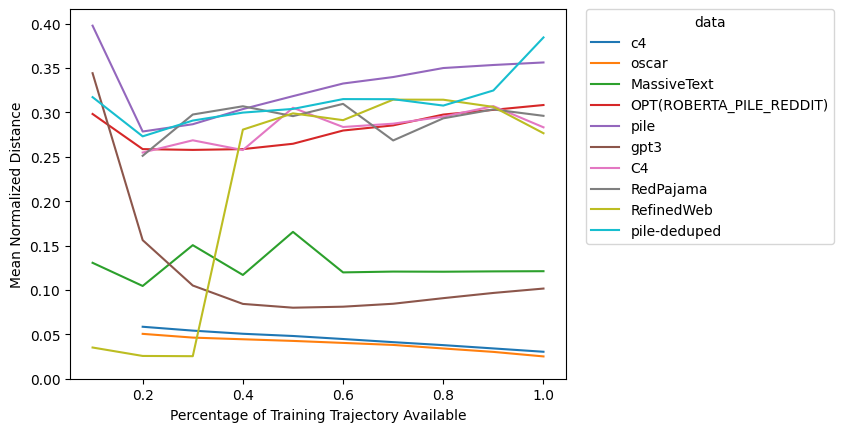 data
c4
oscar
MassiveText
OPT(ROBERTA_PILE_REDDIT)
pile
gpt3
C4
RedPajama
RefinedWeb
pile-deduped
Mean Normalized Distance
0.40
0.35
0.30
0.25
0.20
0.15
0.10
0.05
0.00
0.2 0.4 0.6 0.8 1.0
Percentage of Training Trajectory Available